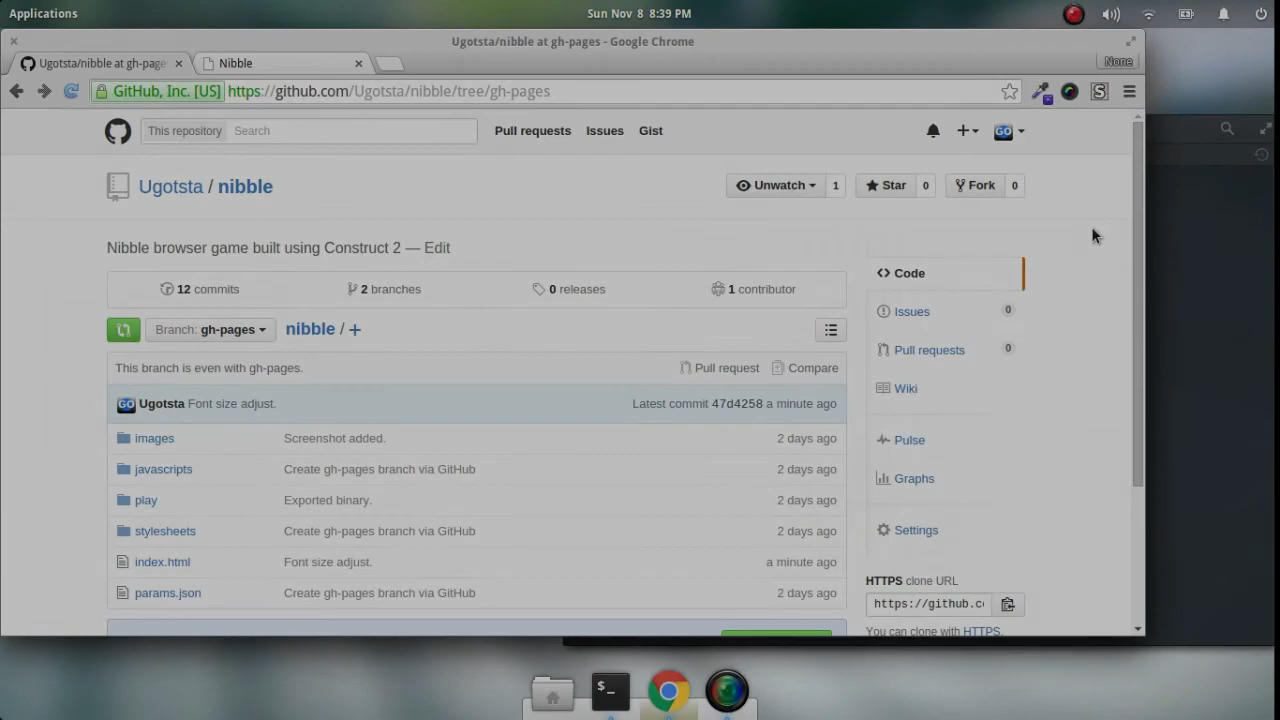 Applications
Sun Nov 8 8:39 PM
Ugotsta/nibble at gh-pages - Google Chrome
Ugotsta/nibble at gh-page
Nibble
None
GitHub, Inc. [US] https://github.com/Ugotsta/nibble/tree/gh-pages
S
This repository Search
Pull requests Issues Gist
GO
Ugotsta / nibble
Unwatch 1
Star 0
Fork 0
Nibble browser game built using Construct 2 — Edit
Code
12 commits
2 branches
0 releases
1 contributor
Issues 0
Branch: gh-pages
nibble / +
Pull requests 0
This branch is even with gh-pages.
Pull request
Compare
Wiki
GO Ugotsta Font size adjust.
Latest commit 47d4258 a minute ago
images Screenshot added. 2 days ago
Pulse
javascripts Create gh-pages branch via GitHub 2 days ago
Graphs
play Exported binary. 2 days ago
stylesheets Create gh-pages branch via GitHub 2 days ago
Settings
index.html Font size adjust. a minute ago
HTTPS clone URL
params.json Create gh-pages branch via GitHub 2 days ago
https://github.co
You can clone with HTTPS,
$_